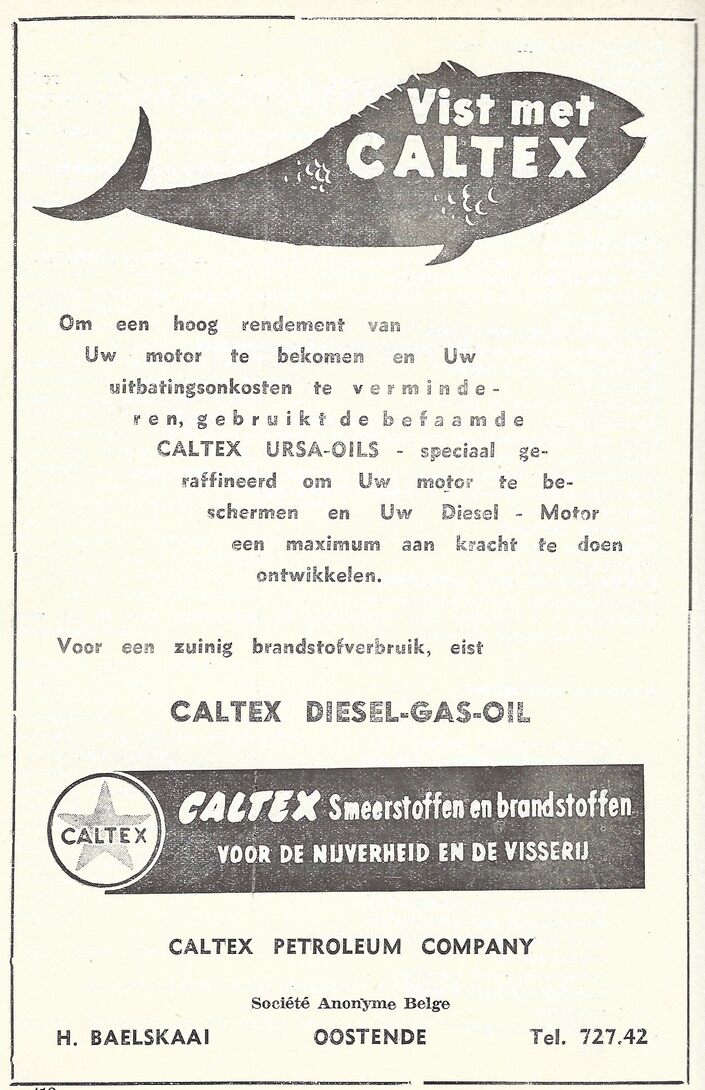 Vist met
CALTEX
Om een hoog rendement van
Uw motor te bekomen en Uw
uitbatingsonkosten te verminde-
ren, gebruikt de befaamde
CALTEX URSA-OILS - speciaal ge-
raffineerd om Uw motor te be-
schermen en Uw Diesel - Motor
een maximum aan kracht te doen
ontwikkelen.
Voor een zuinig brandstofverbruik, eist
CALTEX DIESEL-GAS-OIL
CALTEX
CALTEX Smeerstoffen en brandstoffen
VOOR DE NIJVERHEID EN DE VISSERIJ
CALTEX PETROLEUM COMPANY
Société Anonyme Belge
H. BAELSKAAI OOSTENDE Tel. 727.42